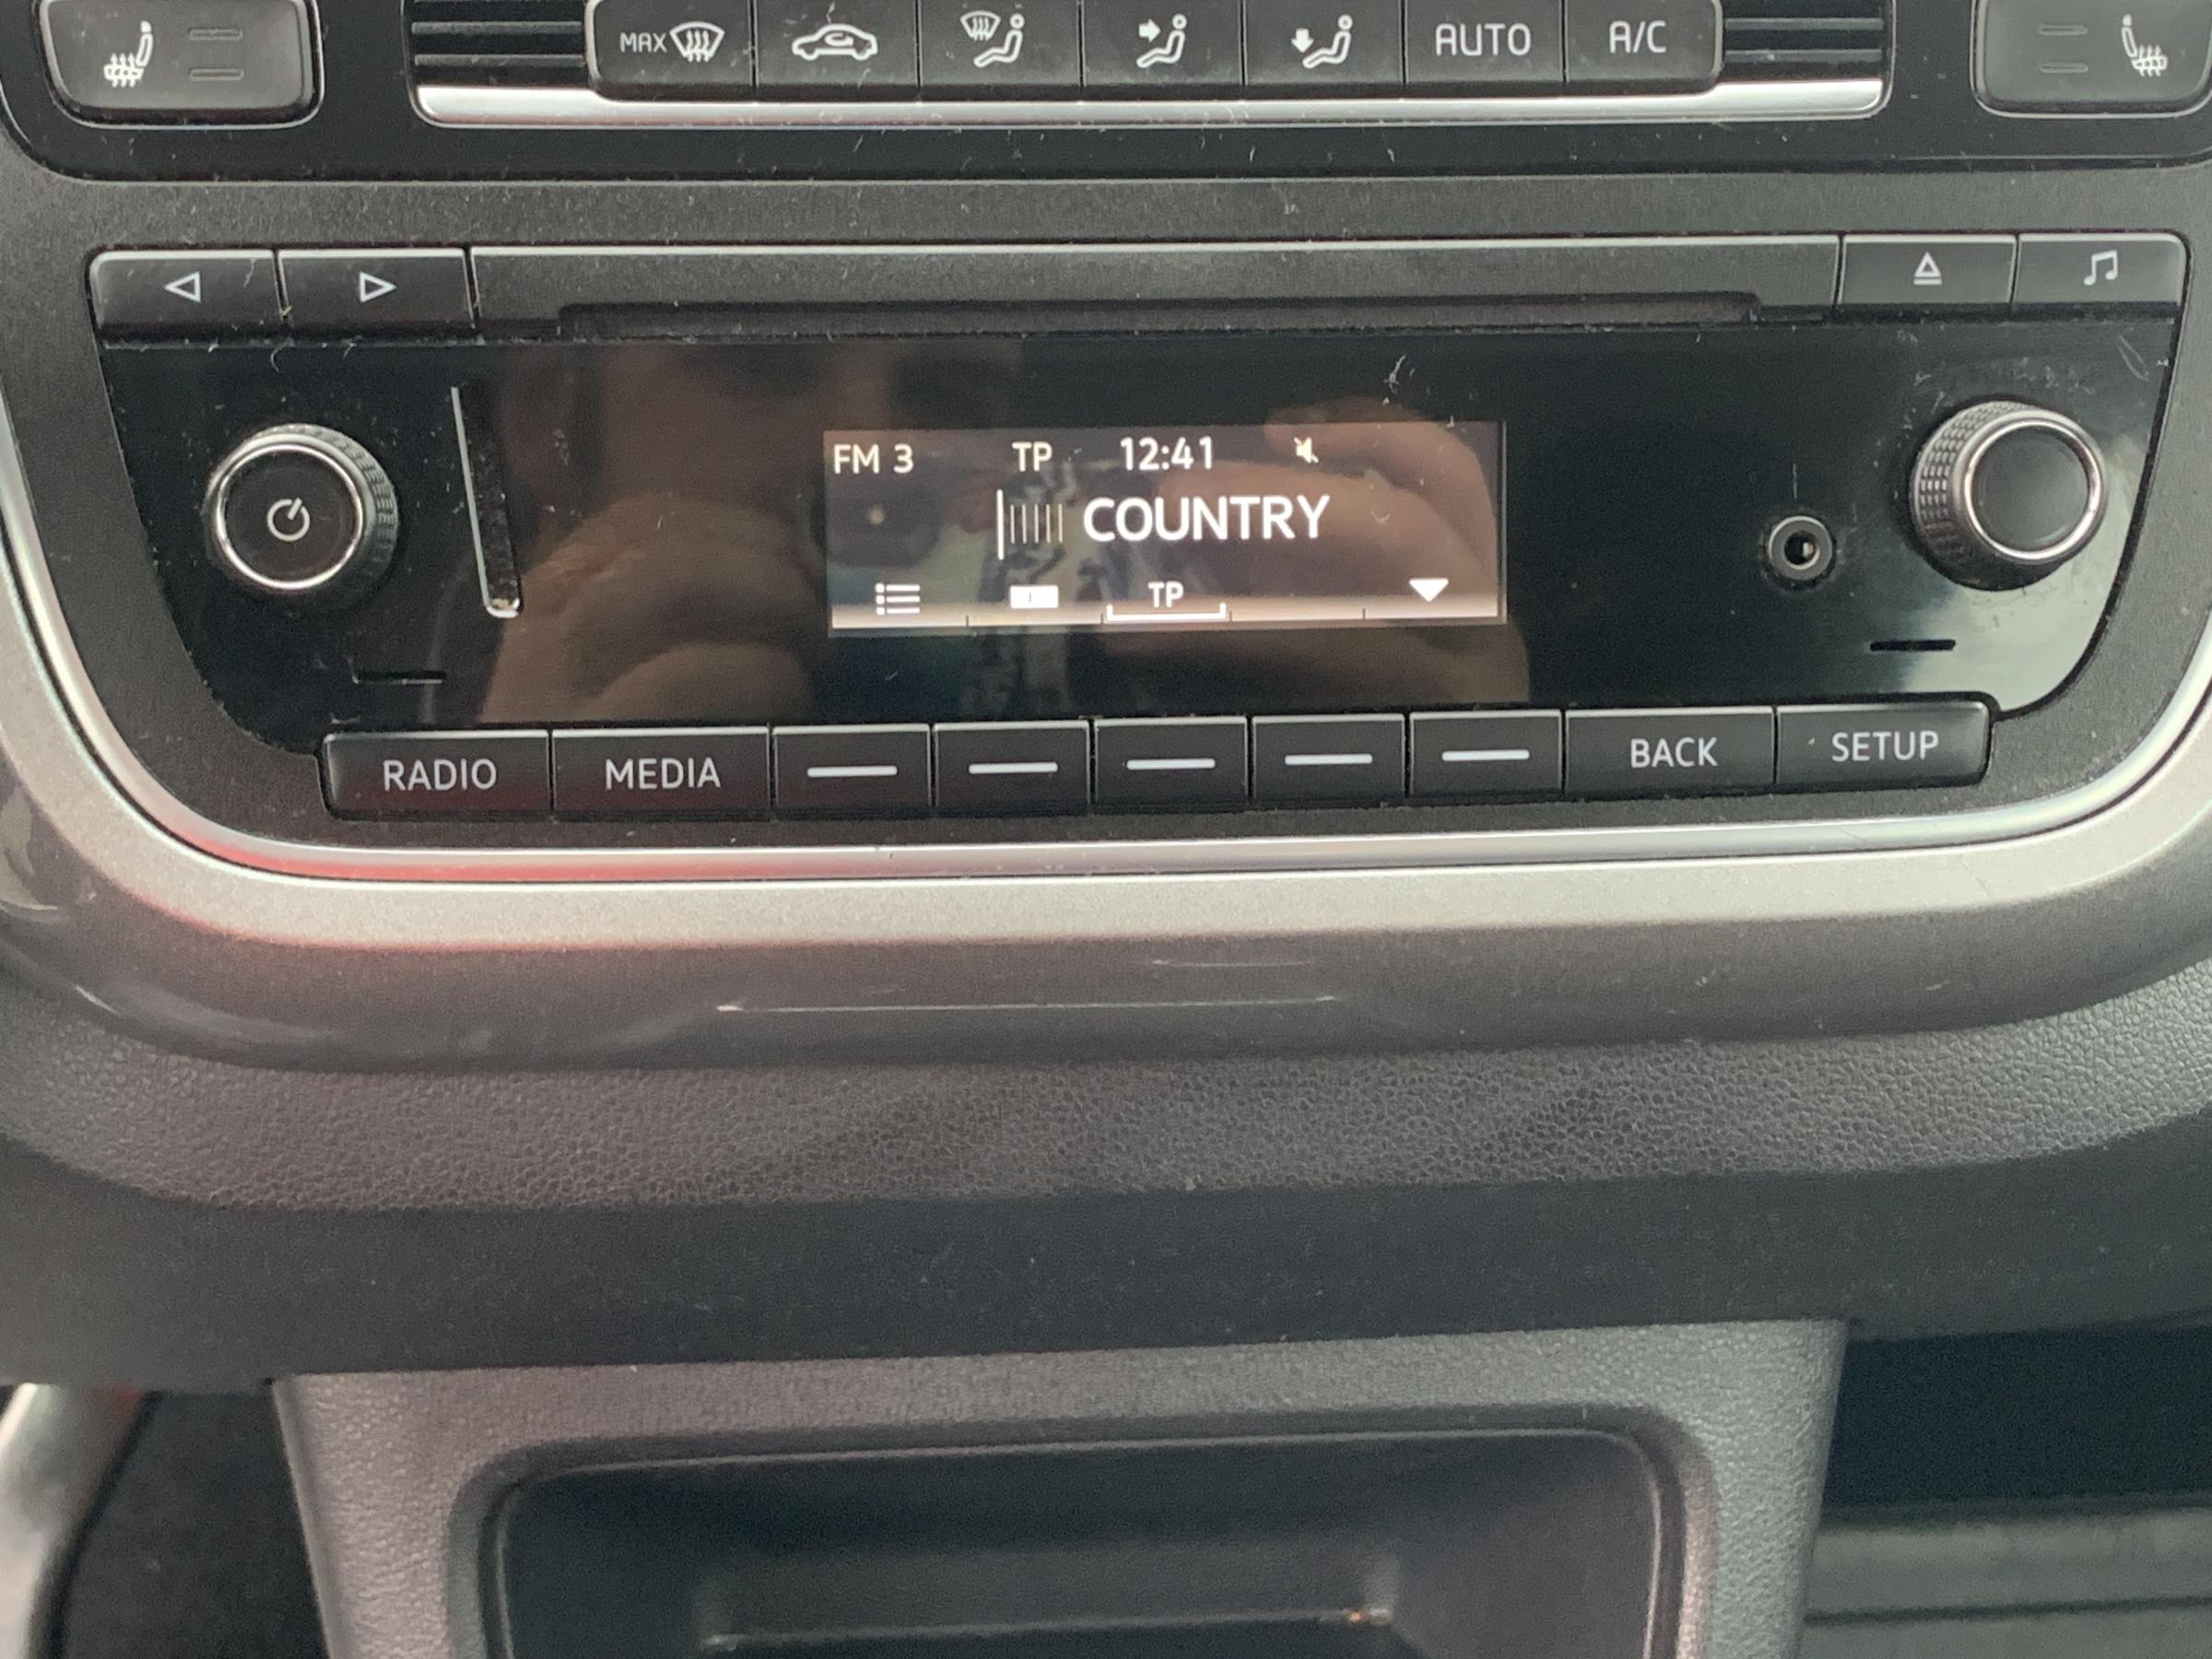 MAX AUTO A/C
FM 3 TP 12:41
COUNTRY
TP
RADIO MEDIA BACK SETUP